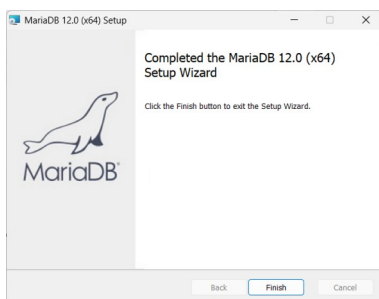 MariaDB 12.0 (x64) Setup
Completed the MariaDB 12.0 (x64)
Setup Wizard
Click the Finish button to exit the Setup Wizard.
MariaDB
Back
Finish
Cancel